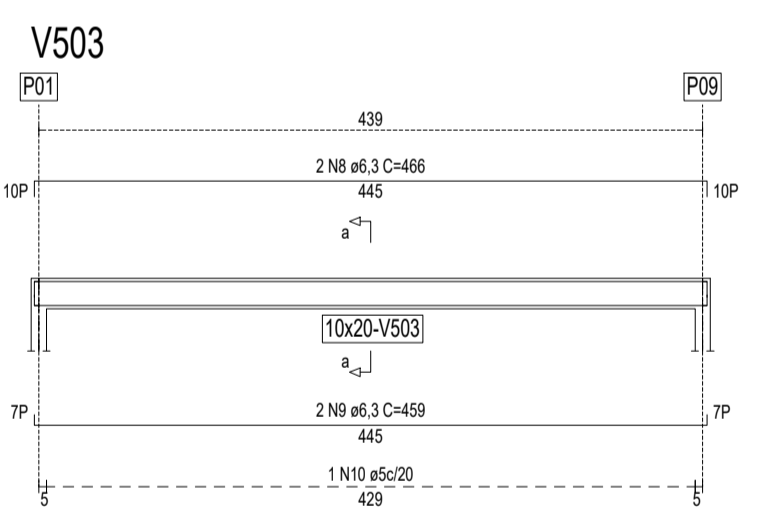 V503
P01 P09
439
2 N8 ø6,3 C=466
10P 445 10P
a
10x20-V503
a
2 N9 ø6,3 C=459
7P 7P
445
1 N10 ø5c/20
5 429 5